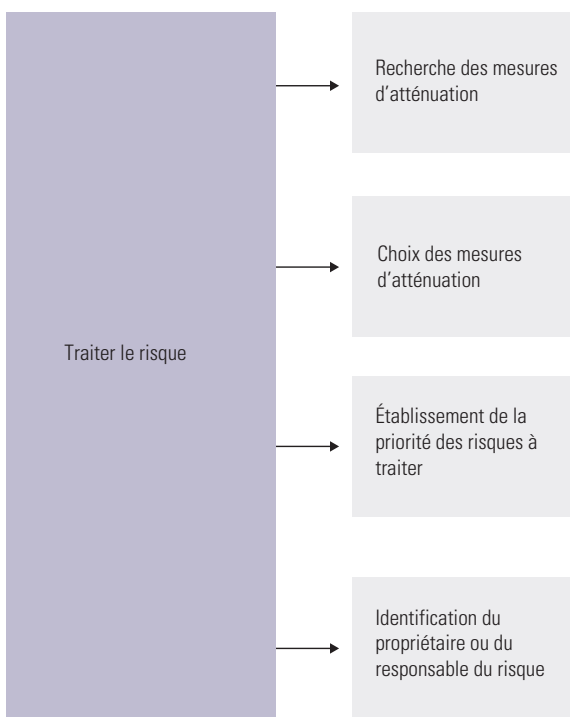 Recherche des mesures
d’atténuation
Choix des mesures
d’atténuation
Traiter le risque
Établissement de la
priorité des risques à
traiter
Identification du
propriétaire ou du
responsable du risque